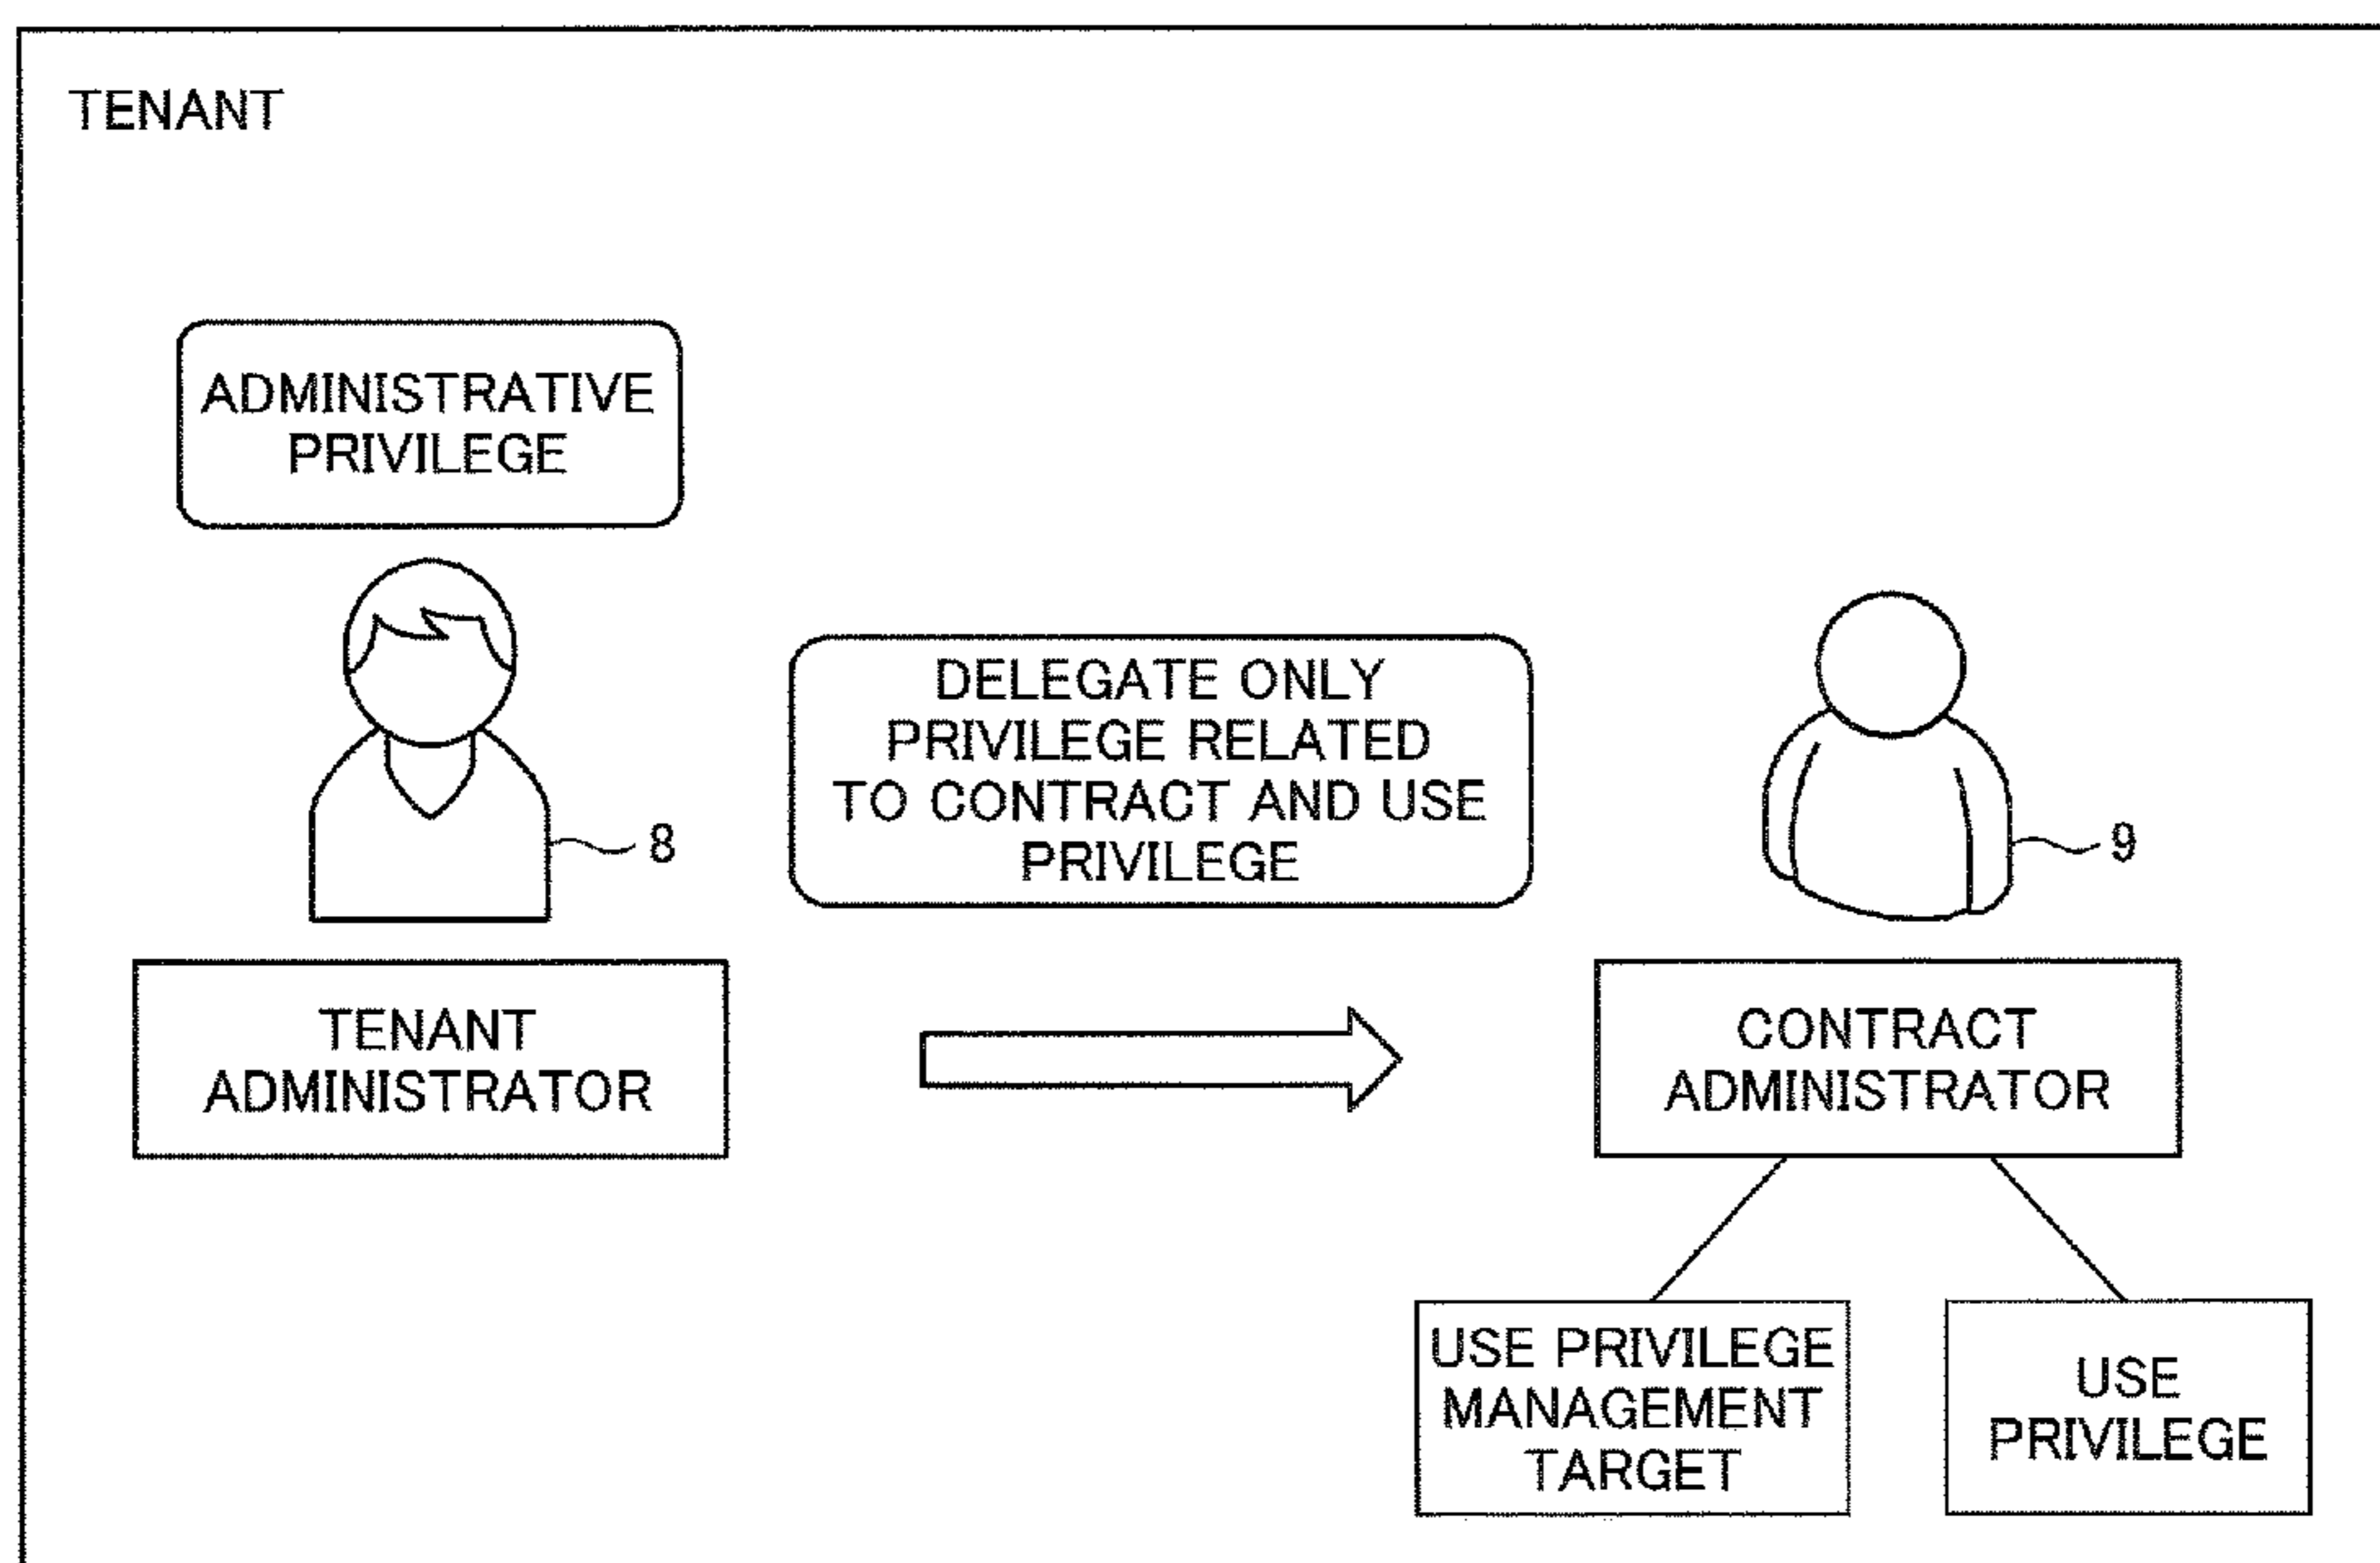 TENANT
ADMINISTRATIVE
PRIVILEGE
8
DELEGATE ONLY
PRIVILEGE RELATED
TO CONTRACT AND USE
PRIVILEGE
9
TENANT
ADMINISTRATOR
CONTRACT
ADMINISTRATOR
USE PRIVILEGE
MANAGEMENT
TARGET
USE
PRIVILEGE